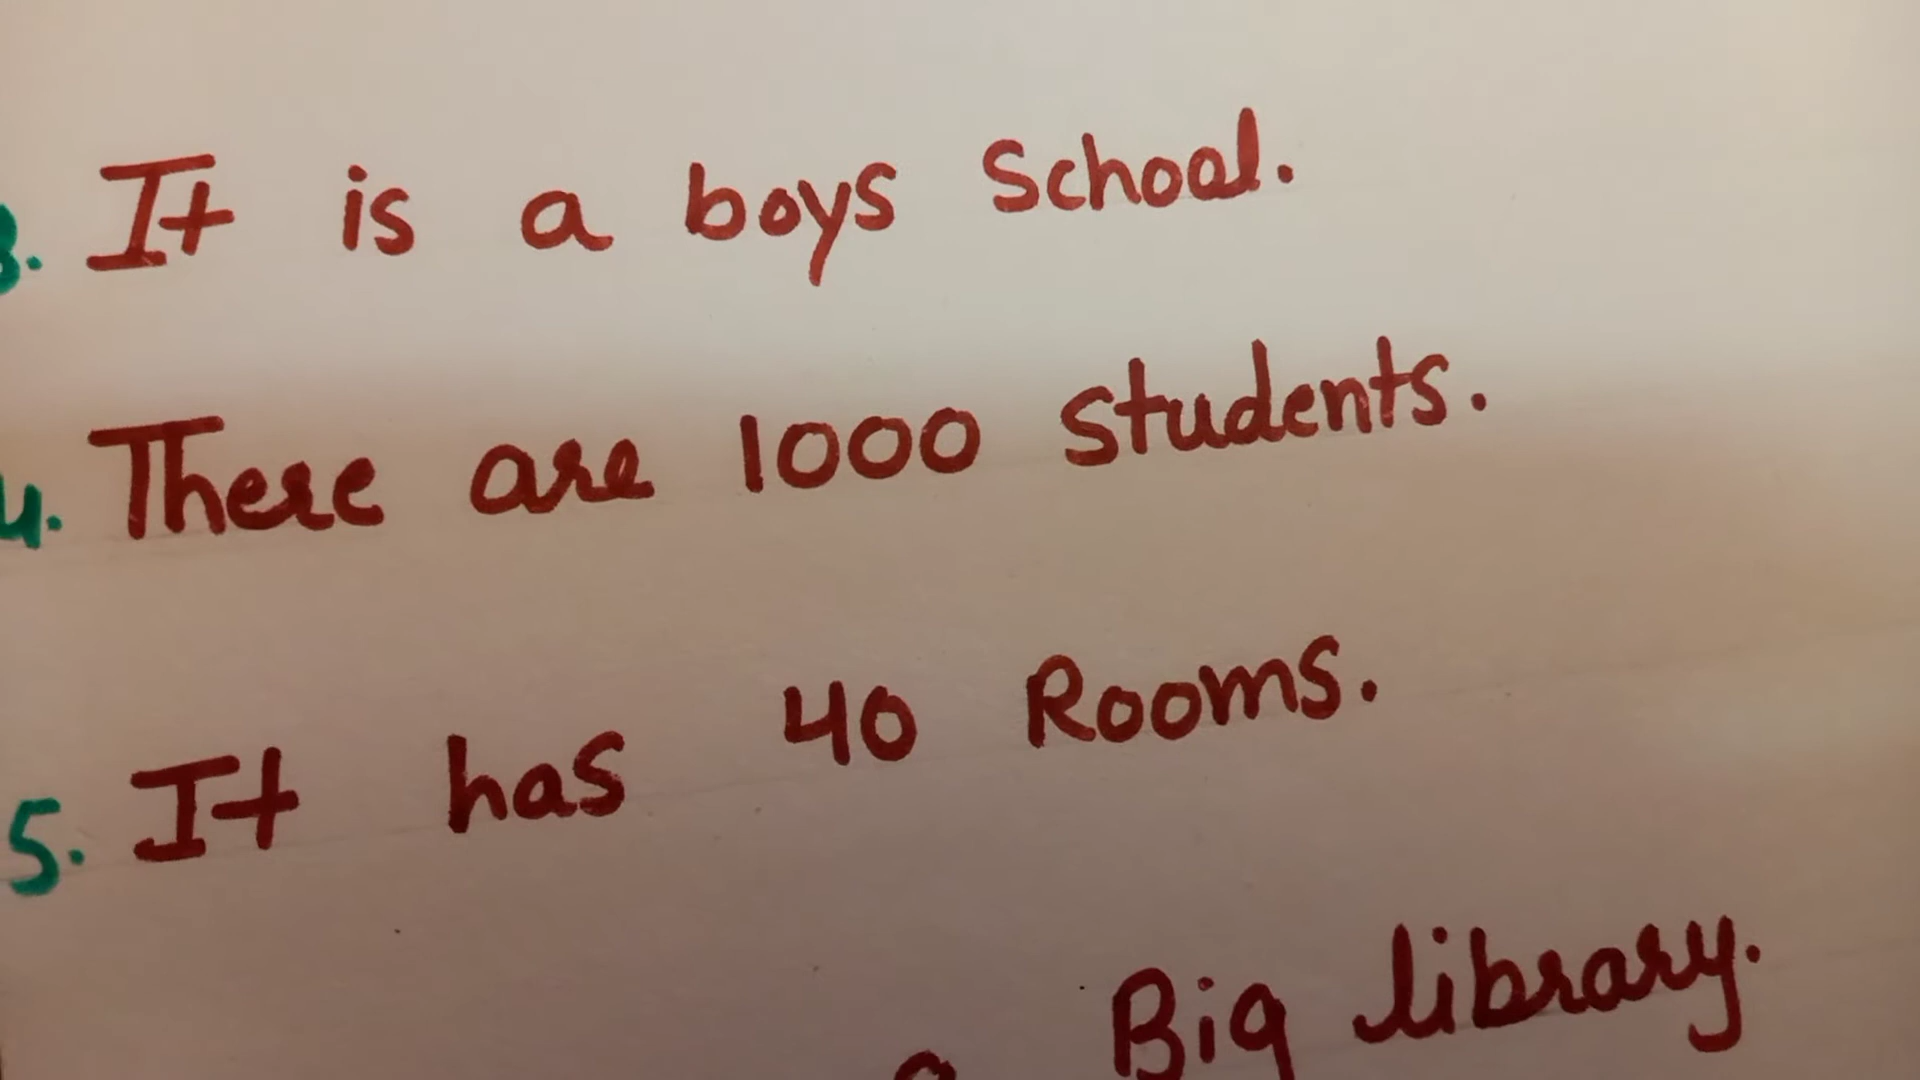 3. It is a boys School.
4. There are 1000 students.
5. It has 40 Rooms.
Big library.